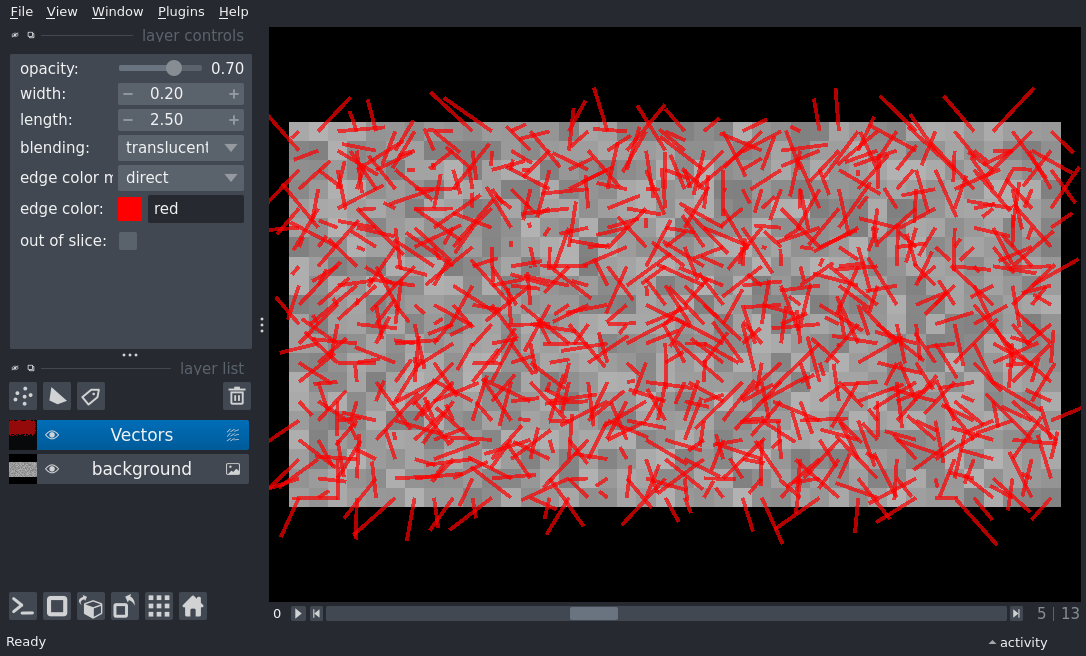 File View Window Plugins Help
layer controls
opacity: 0.70
width: 0.20
length: 2.50
blending: translucent
edge color m direct
edge color: red
out of slice:
layer list
Vectors
background
0 5 | 13
Ready activity